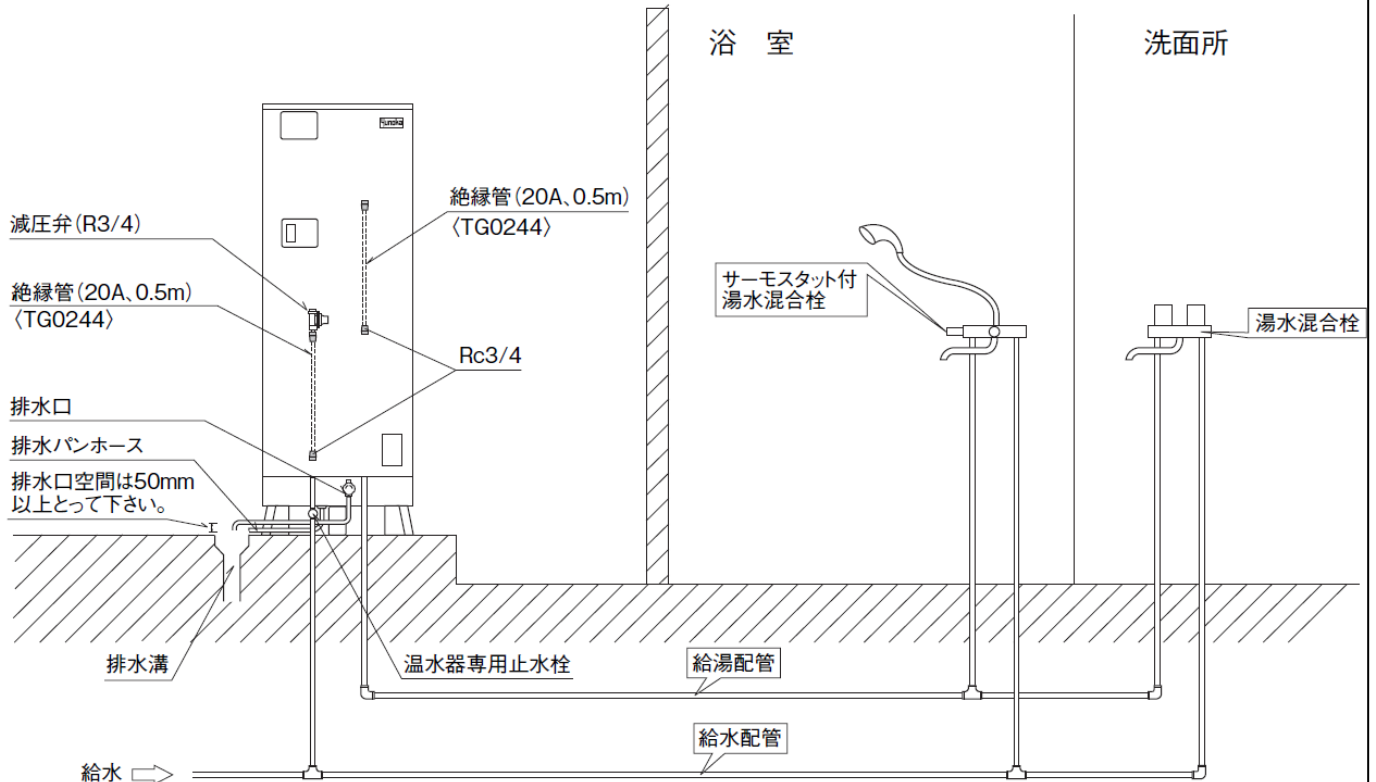 浴 室
洗面所
減圧弁(R3/4)
絶縁管(20A、0.5m)
〈TG0244〉
絶縁管(20A、0.5m)
〈TG0244〉
サーモスタット付
湯水混合栓
湯水混合栓
Rc3/4
排水口
排水パンホース
排水口空間は50mm
以上とって下さい。
排水溝
温水器専用止水栓
給湯配管
給水配管
給水